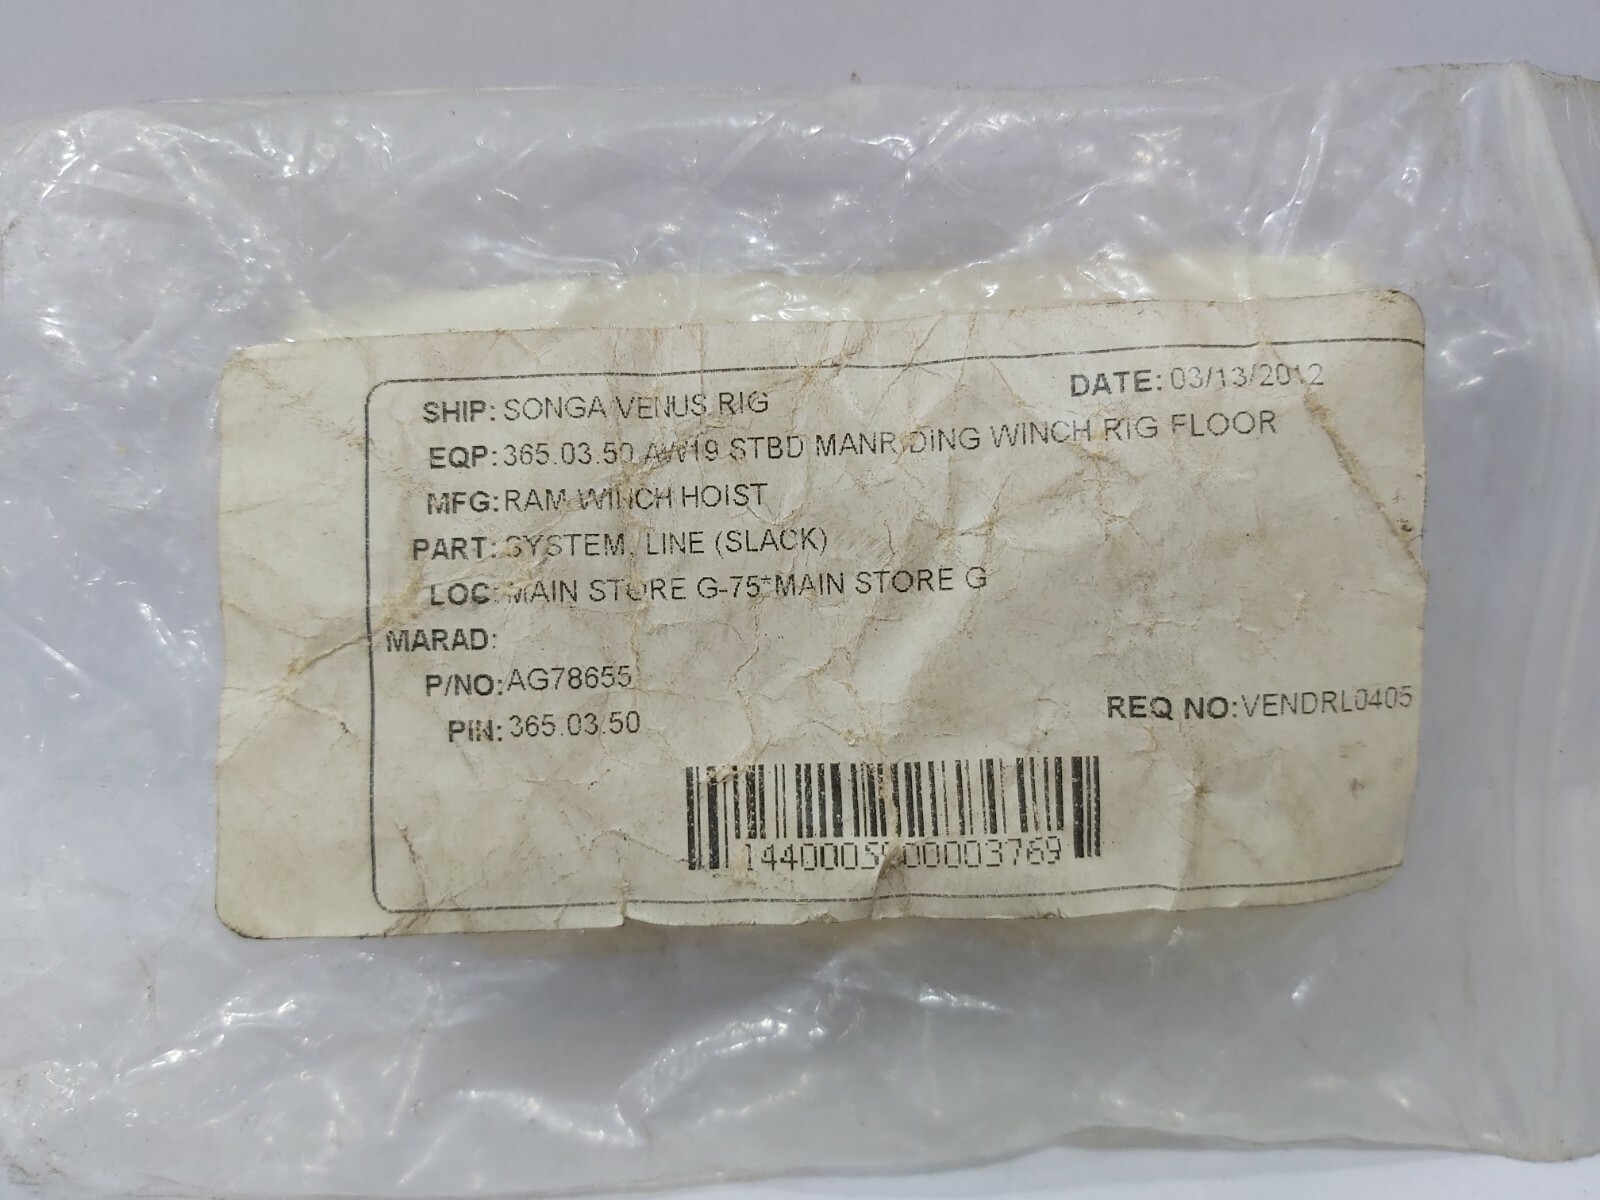 SHIP: SONGA VENUS RIG DATE: 03/13/2012
EQP: 365.03.50 AW19 STBD MANRIDING WINCH RIG FLOOR
MFG: RAM WINCH HOIST
PART: SYSTEM, LINE (SLACK)
LOC: MAIN STORE G-75*MAIN STORE G
MARAD:
P/NO: AG78655
PIN: 365.03.50 REQ NO: VENDRL0405